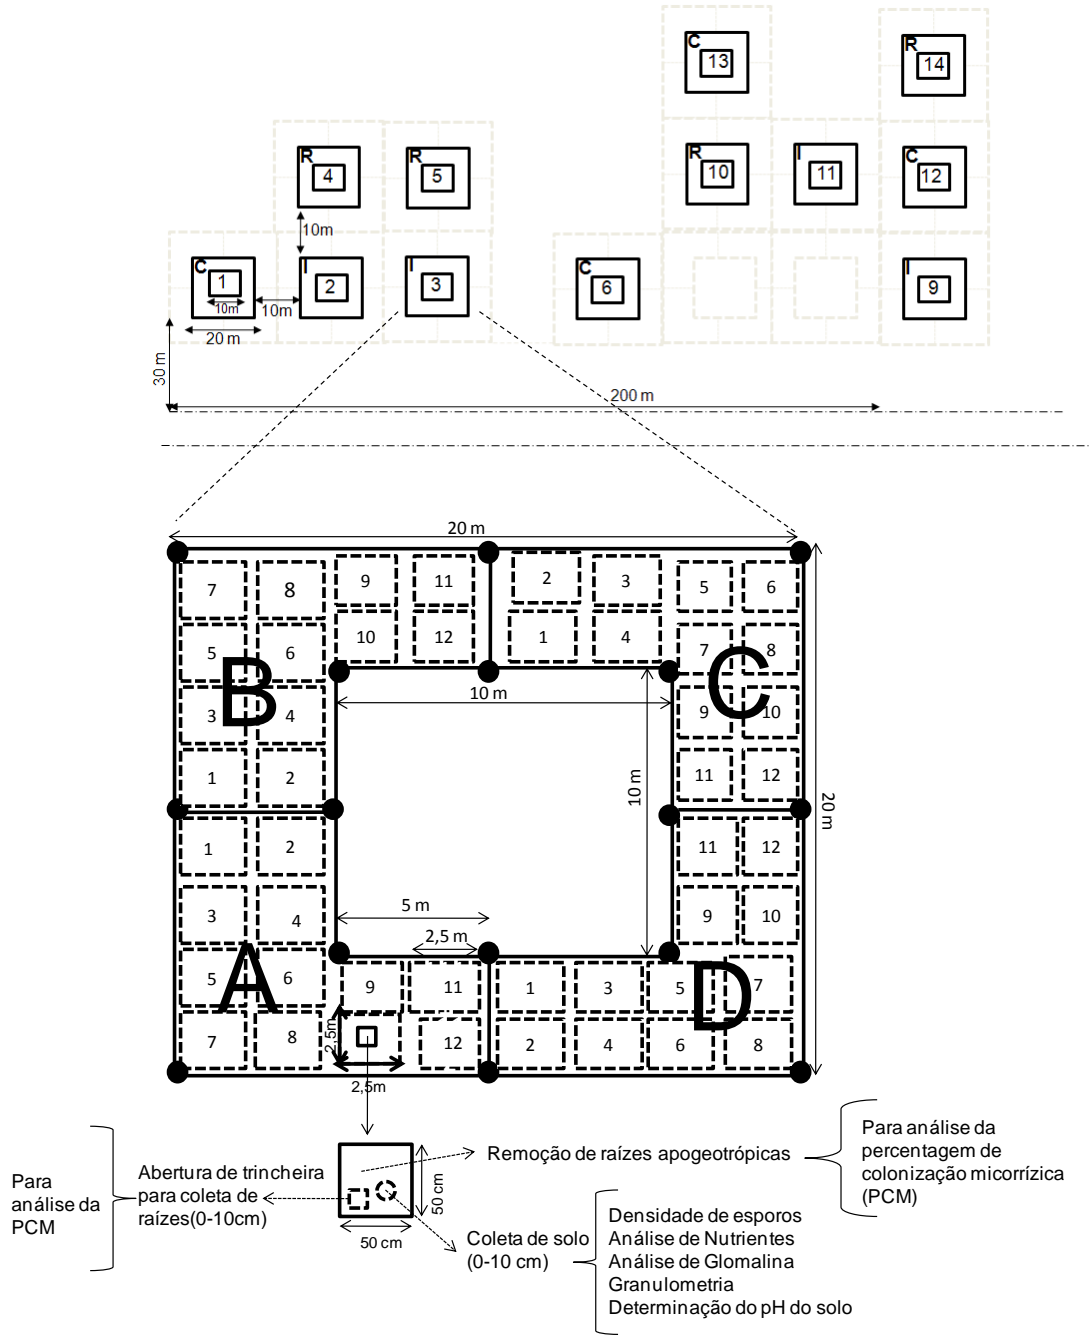 C
13
R
14
R
4
R
5
R
10
I
11
C
12
10m
C
1
10m
I
2
I
3
C
6
I
9
10m
20 m
30 m
200 m
20 m
7
8
9
11
2
3
5
6
10
12
1
4
5
6
7
8
B
C
3
4
10 m
9
10
1
2
11
12
10 m
20 m
1
2
11
12
3
4
5 m
9
10
2,5 m
A
D
5
6
9
11
1
3
5
7
7
8
2,5m
12
2
4
6
8
2,5m
Para
análise da
PCM
Abertura de trincheira
para coleta de
raízes(0-10cm)
50 cm
50 cm
Remoção de raízes apogeotrópicas
Para análise da
percentagem de
colonização micorrízica
(PCM)
Coleta de solo
(0-10 cm)
Densidade de esporos
Análise de Nutrientes
Análise de Glomalina
Granulometria
Determinação do pH do solo